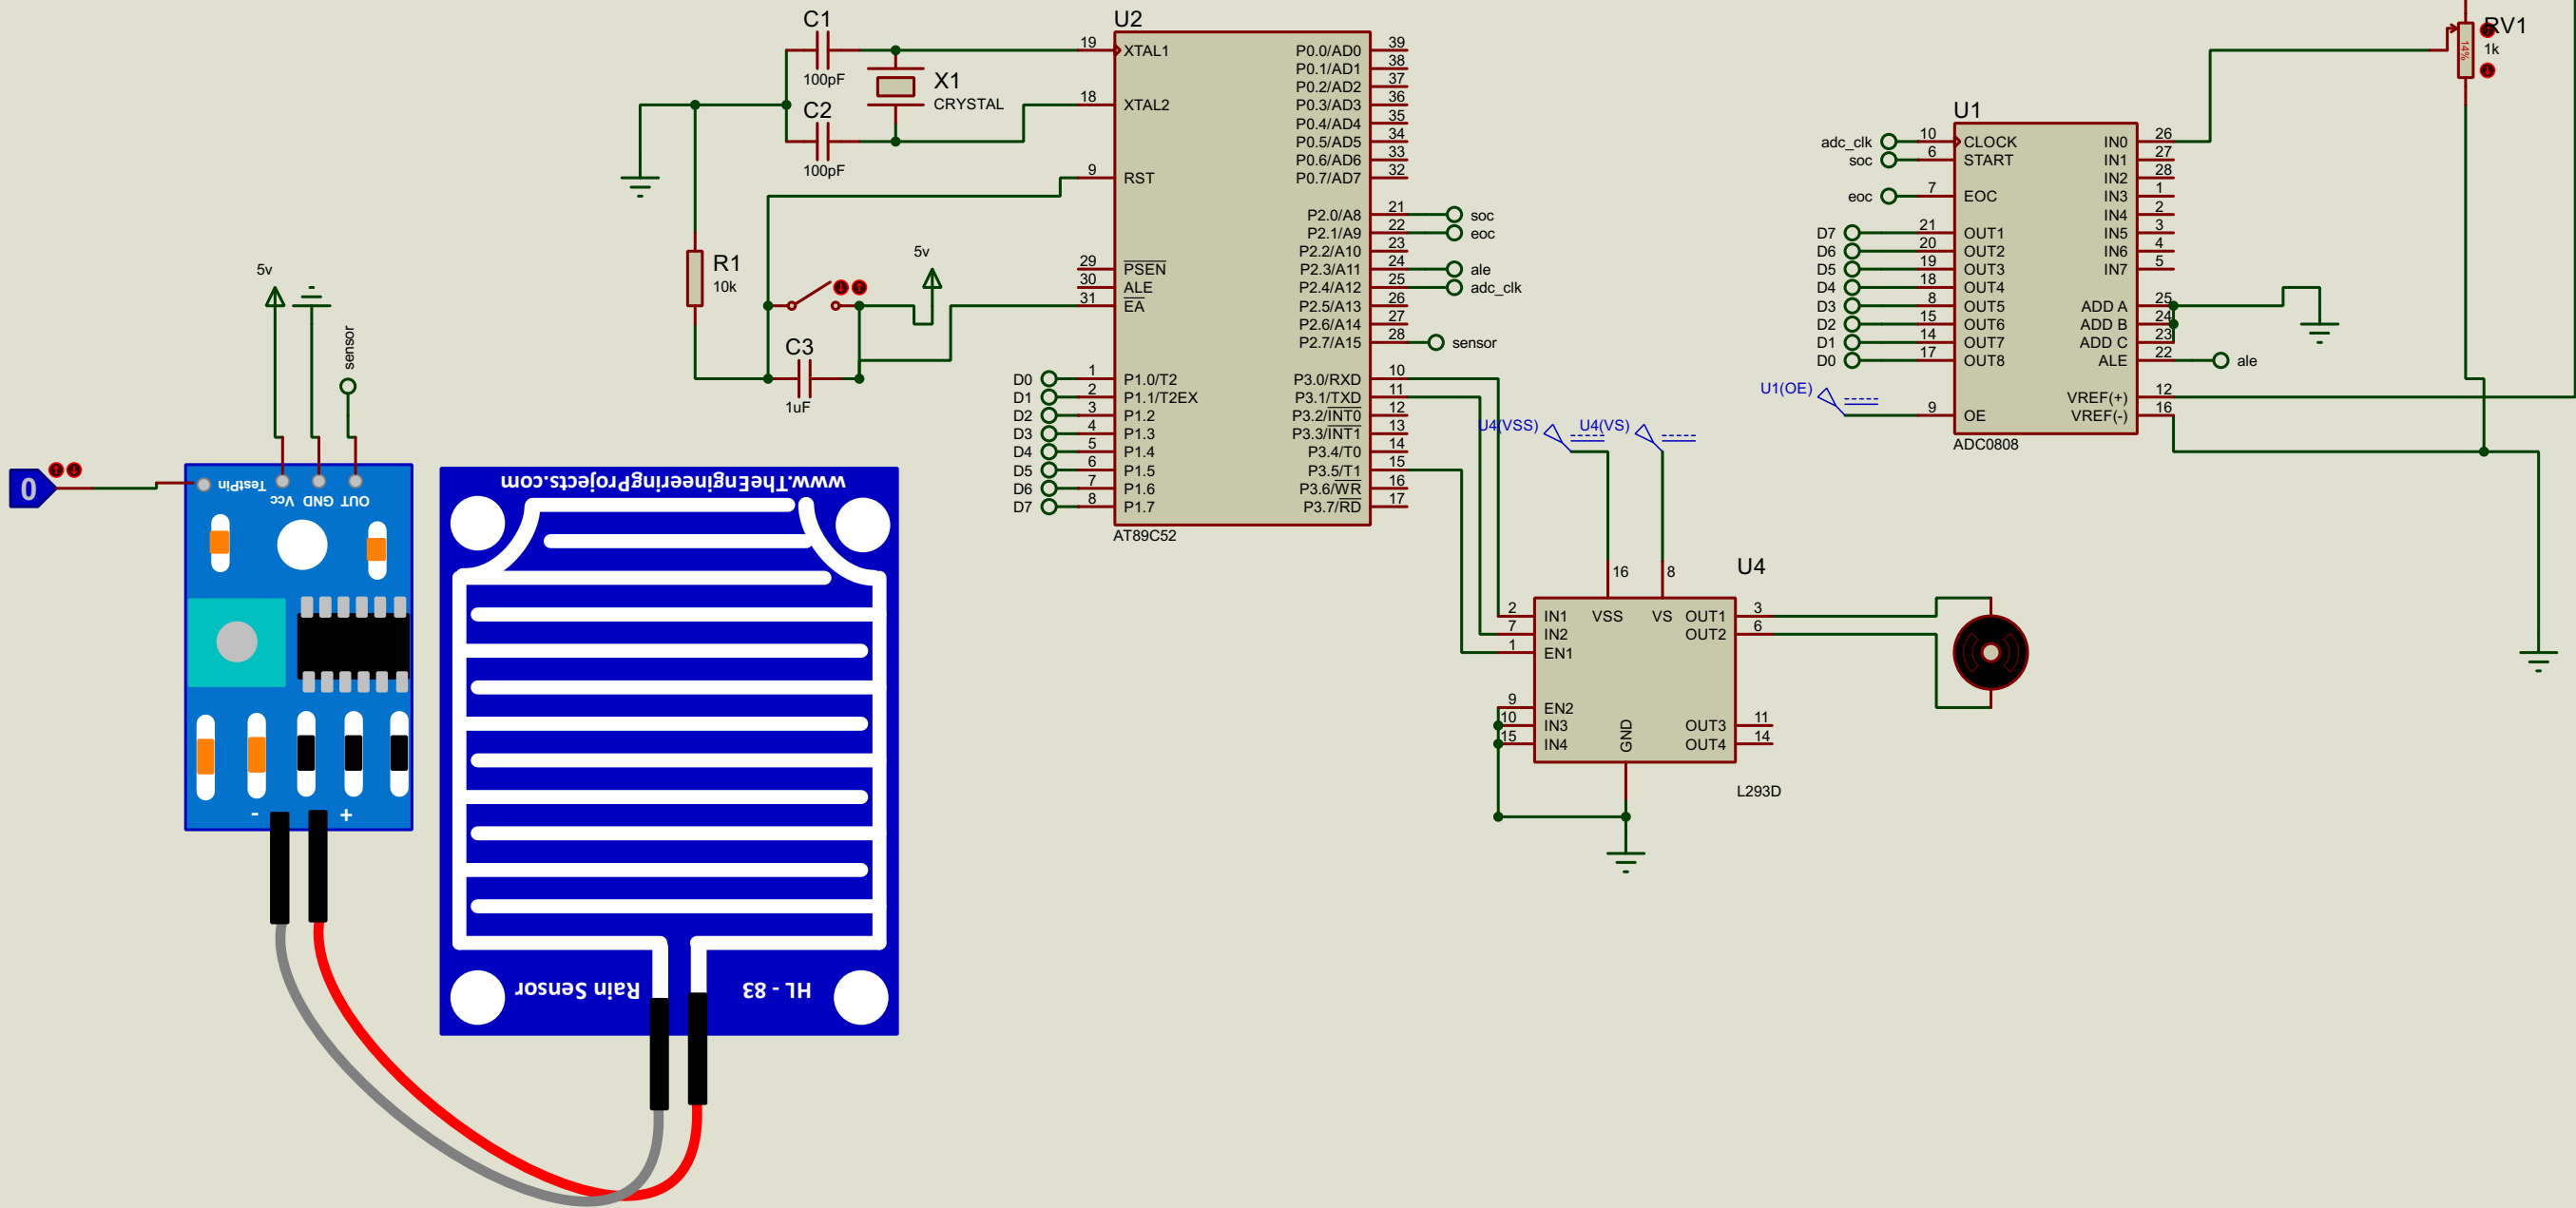 C1
100pF
X1
CRYSTAL
C2
100pF
R1
10k
5v
C3
1uF
U2
19 XTAL1
18 XTAL2
9 RST
29 PSEN
30 ALE
31 EA
D0 1 P1.0/T2
D1 2 P1.1/T2EX
D2 3 P1.2
D3 4 P1.3
D4 5 P1.4
D5 6 P1.5
D6 7 P1.6
D7 8 P1.7
P0.0/AD0 39
P0.1/AD1 38
P0.2/AD2 37
P0.3/AD3 36
P0.4/AD4 35
P0.5/AD5 34
P0.6/AD6 33
P0.7/AD7 32
P2.0/A8 21 soc
P2.1/A9 22 eoc
P2.2/A10 23
P2.3/A11 24 ale
P2.4/A12 25 adc_clk
P2.5/A13 26
P2.6/A14 27
P2.7/A15 28 sensor
P3.0/RXD 10
P3.1/TXD 11
P3.2/INT0 12
P3.3/INT1 13
P3.4/T0 14
P3.5/T1 15
P3.6/WR 16
P3.7/RD 17
AT89C52
U1
adc_clk 10 CLOCK
soc 6 START
eoc 7 EOC
D7 21 OUT1
D6 20 OUT2
D5 19 OUT3
D4 18 OUT4
D3 8 OUT5
D2 15 OUT6
D1 14 OUT7
D0 17 OUT8
U1(OE) 9 OE
IN0 26
IN1 27
IN2 28
IN3 1
IN4 2
IN5 3
IN6 4
IN7 5
ADD A 25
ADD B 24
ADD C 23
ALE 22 ale
VREF(+) 12
VREF(-) 16
ADC0808
RV1
1k
14%
U4(VSS)
U4(VS)
U4
16 VSS
8 VS
2 IN1
7 IN2
1 EN1
9 EN2
10 IN3
15 IN4
GND
OUT1 3
OUT2 6
OUT3 11
OUT4 14
L293D
5v
sensor
0
TestPin
Vcc
GND
OUT
-
+
www.TheEngineeringProjects.com
Rain Sensor
HL - 83